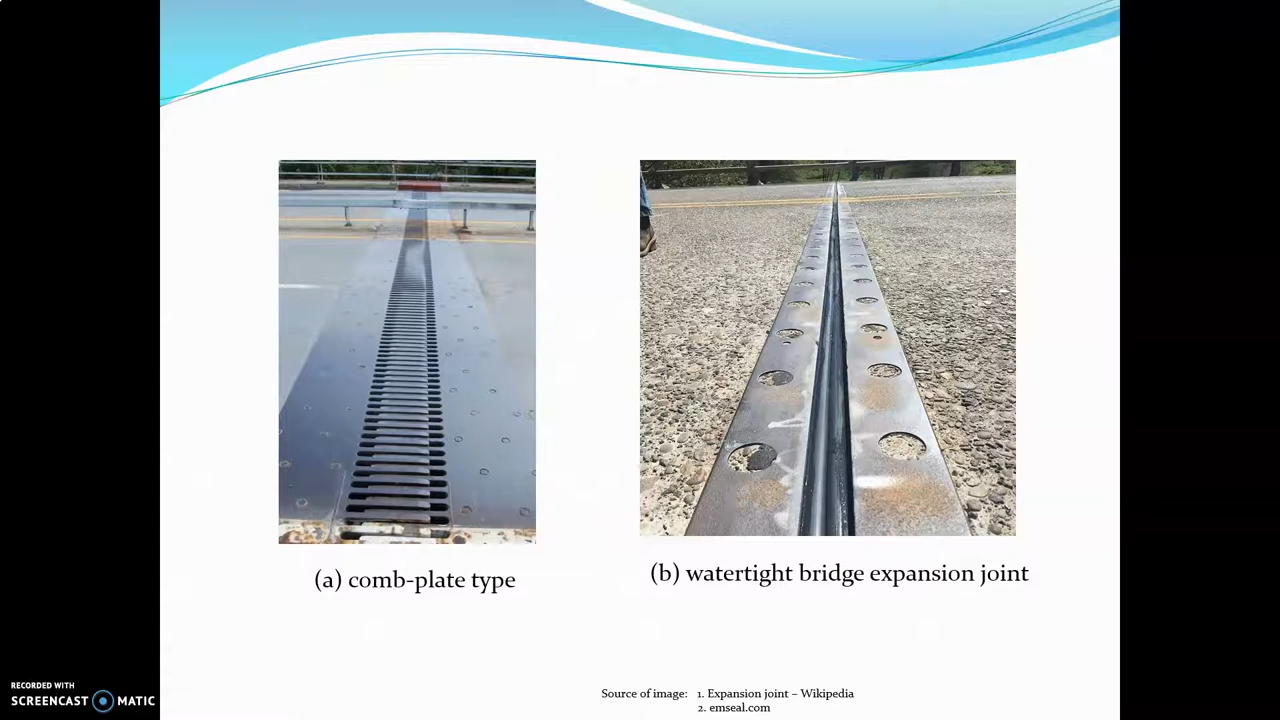 (a) comb-plate type
(b) watertight bridge expansion joint
Source of image: 1. Expansion joint – Wikipedia
2. emseal.com
RECORDED WITH
SCREENCAST MATIC